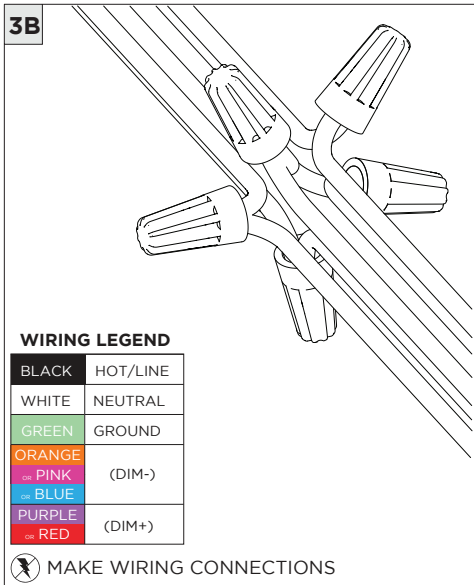 3B
WIRING LEGEND
BLACK HOT/LINE
WHITE NEUTRAL
GREEN GROUND
ORANGE
OR PINK (DIM-)
OR BLUE
PURPLE
OR RED (DIM+)
MAKE WIRING CONNECTIONS